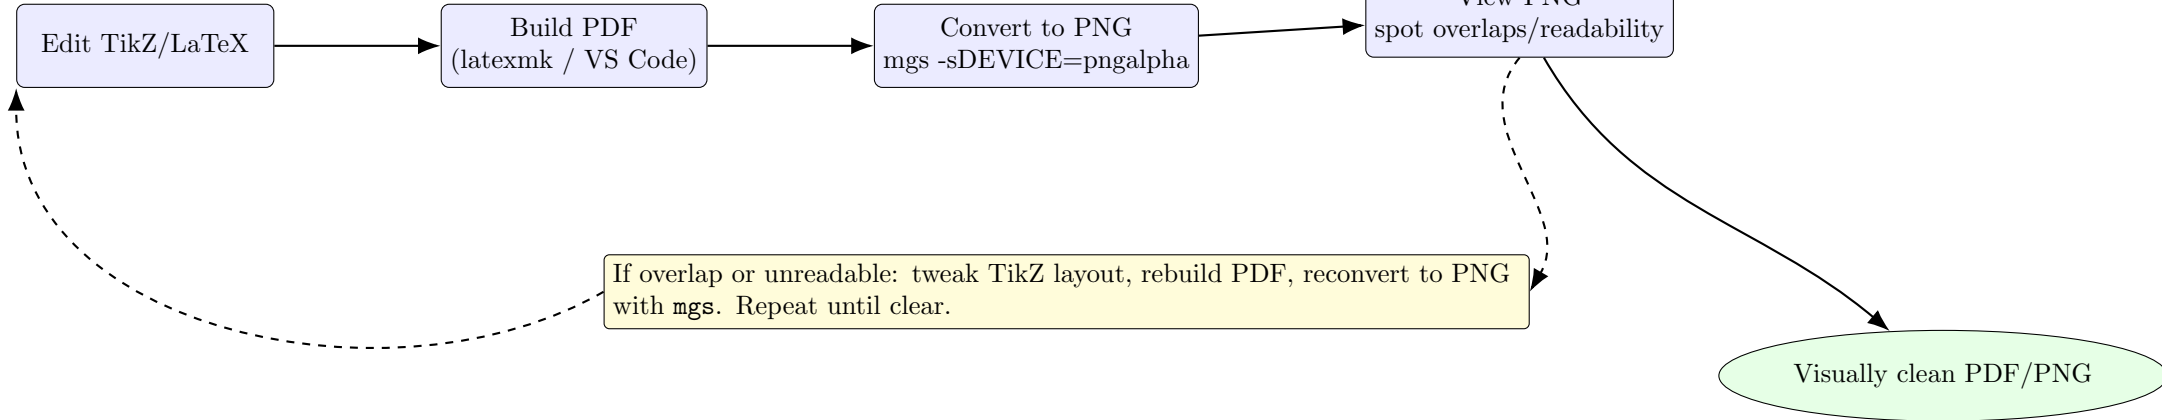 Edit TikZ/LaTeX
Build PDF
(latexmk / VS Code)
Convert to PNG
mgs -sDEVICE=pngalpha
View PNG
spot overlaps/readability
If overlap or unreadable: tweak TikZ layout, rebuild PDF, reconvert to PNG
with mgs. Repeat until clear.
Visually clean PDF/PNG